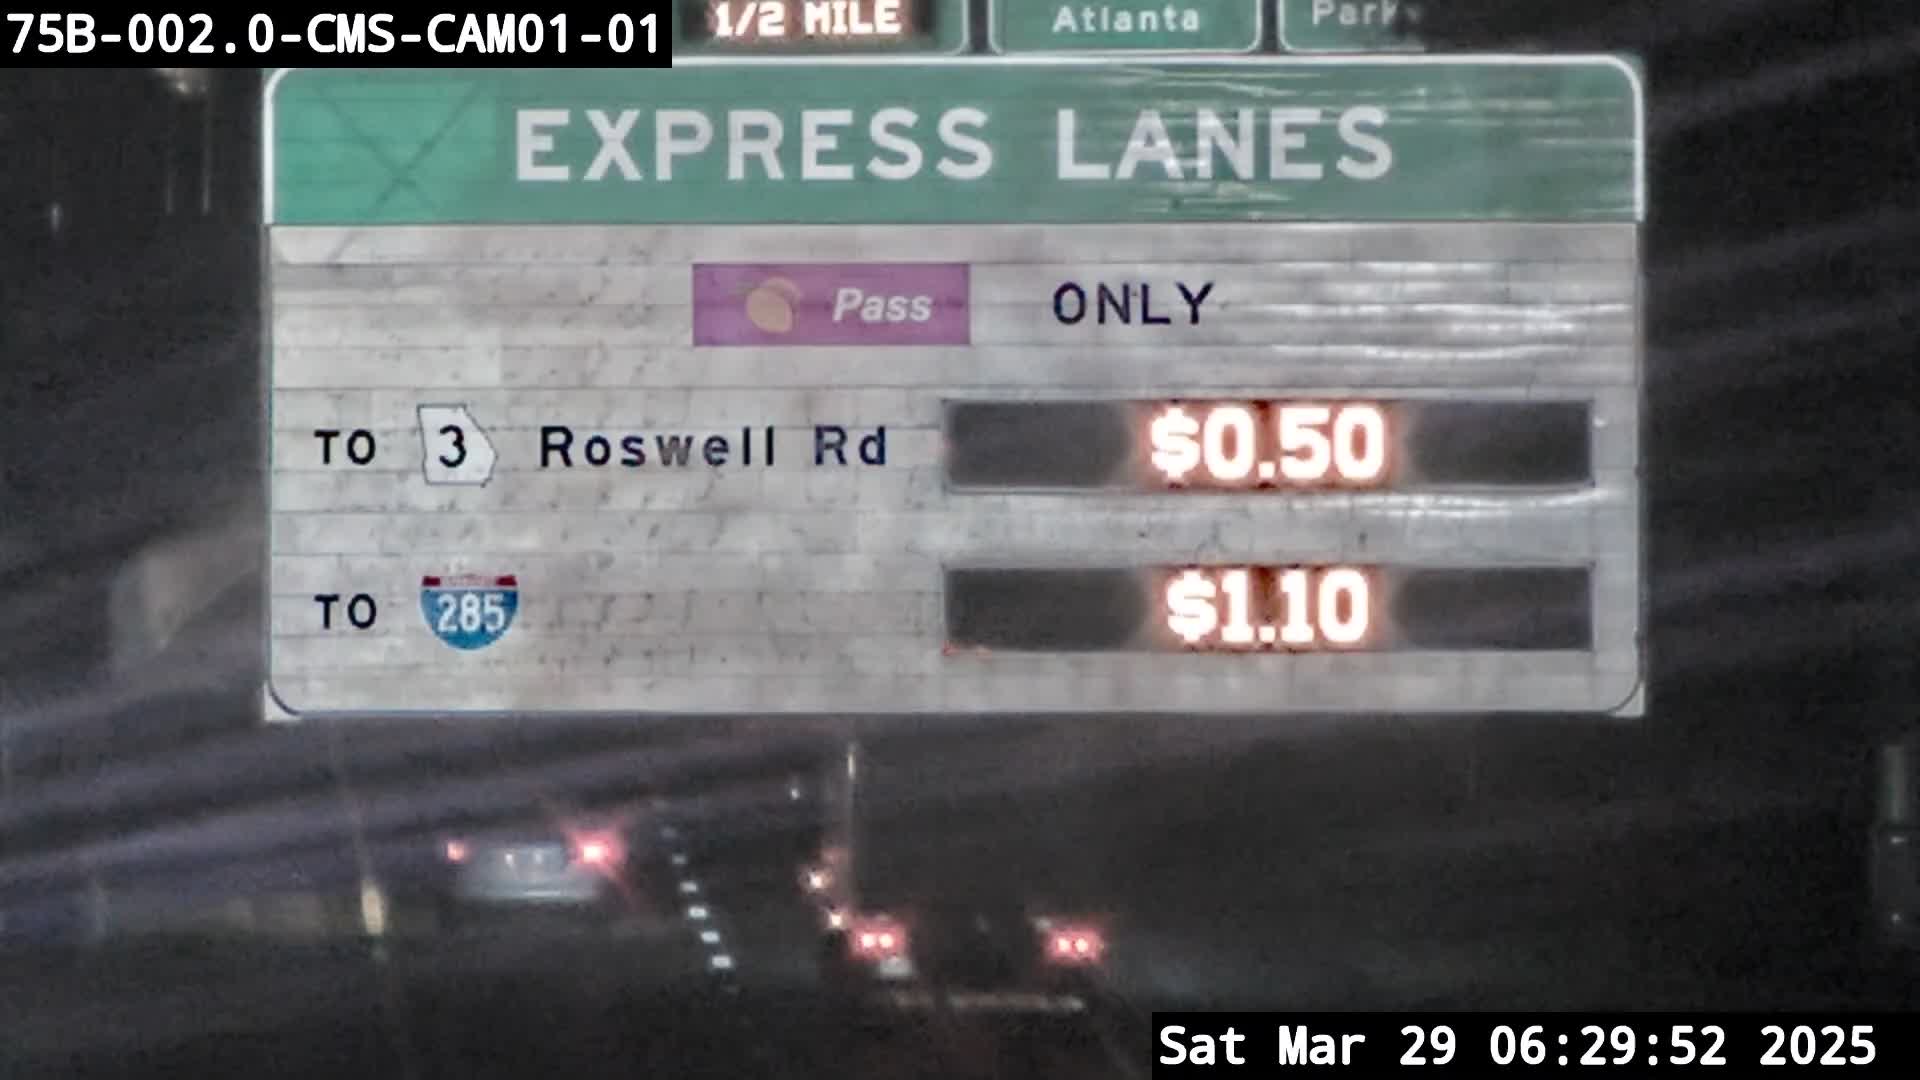 75B-002.0-CMS-CAM01-01
1/2 MILE
Atlanta
EXPRESS LANES
Pass ONLY
TO 3 Roswell Rd $0.50
TO 285 $1.10
Sat Mar 29 06:29:52 2025